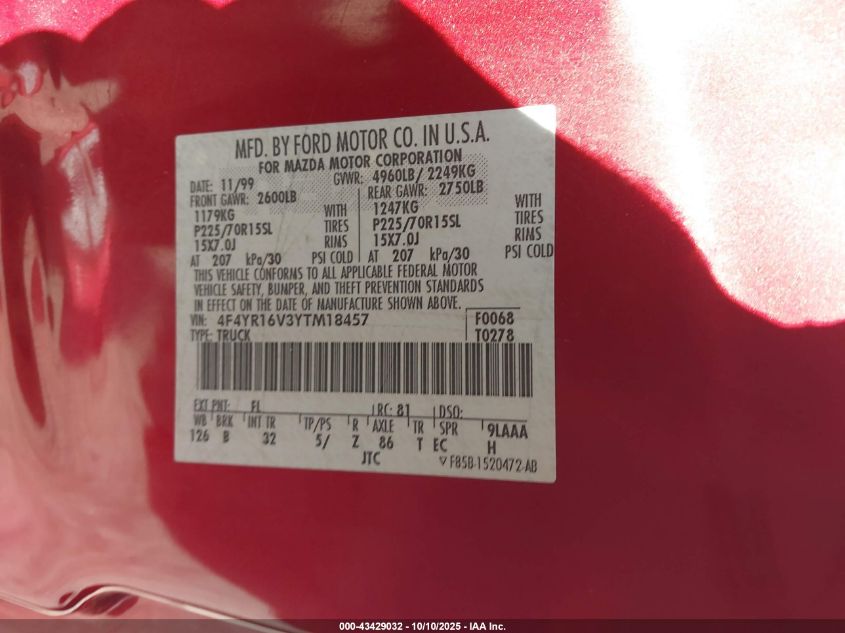 MFD. BY FORD MOTOR CO. IN U.S.A.
FOR MAZDA MOTOR CORPORATION
DATE: 11/99 GVWR: 4960LB/ 2249KG
FRONT GAWR: 2600LB REAR GAWR: 2750LB
1179KG WITH 1247KG WITH
P225/70R15SL TIRES P225/70R15SL TIRES
15X7.0J RIMS 15X7.0J RIMS
AT 207 kPa/30 PSI COLD AT 207 kPa/30 PSI COLD
THIS VEHICLE CONFORMS TO ALL APPLICABLE FEDERAL MOTOR
VEHICLE SAFETY, BUMPER, AND THEFT PREVENTION STANDARDS
IN EFFECT ON THE DATE OF MANUFACTURE SHOWN ABOVE.
VIN: 4F4YR16V3YTM18457 F0068
TYPE: TRUCK T0278
EXT PNT: FL RC: 81 DSO:
WB BRK INT TR TP/PS R AXLE TR SPR 9LAAA
126 B 32 5/ Z 86 T EC H
JTC F85B-1520472-AB
000-43429032 - 10/10/2025 - IAA Inc.